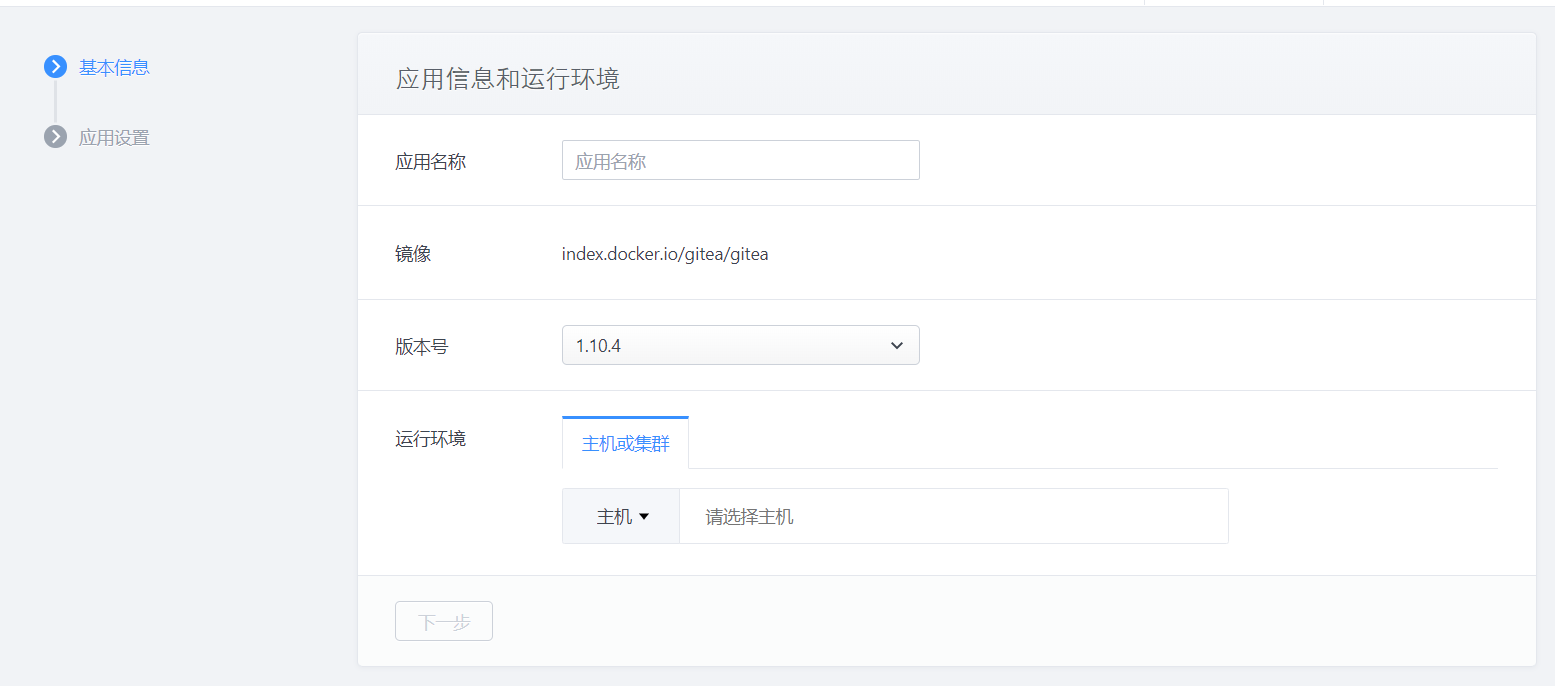 基本信息
应用设置
应用信息和运行环境
应用名称
应用名称
镜像
index.docker.io/gitea/gitea
版本号
1.10.4
运行环境
主机或集群
主机
请选择主机
下一步